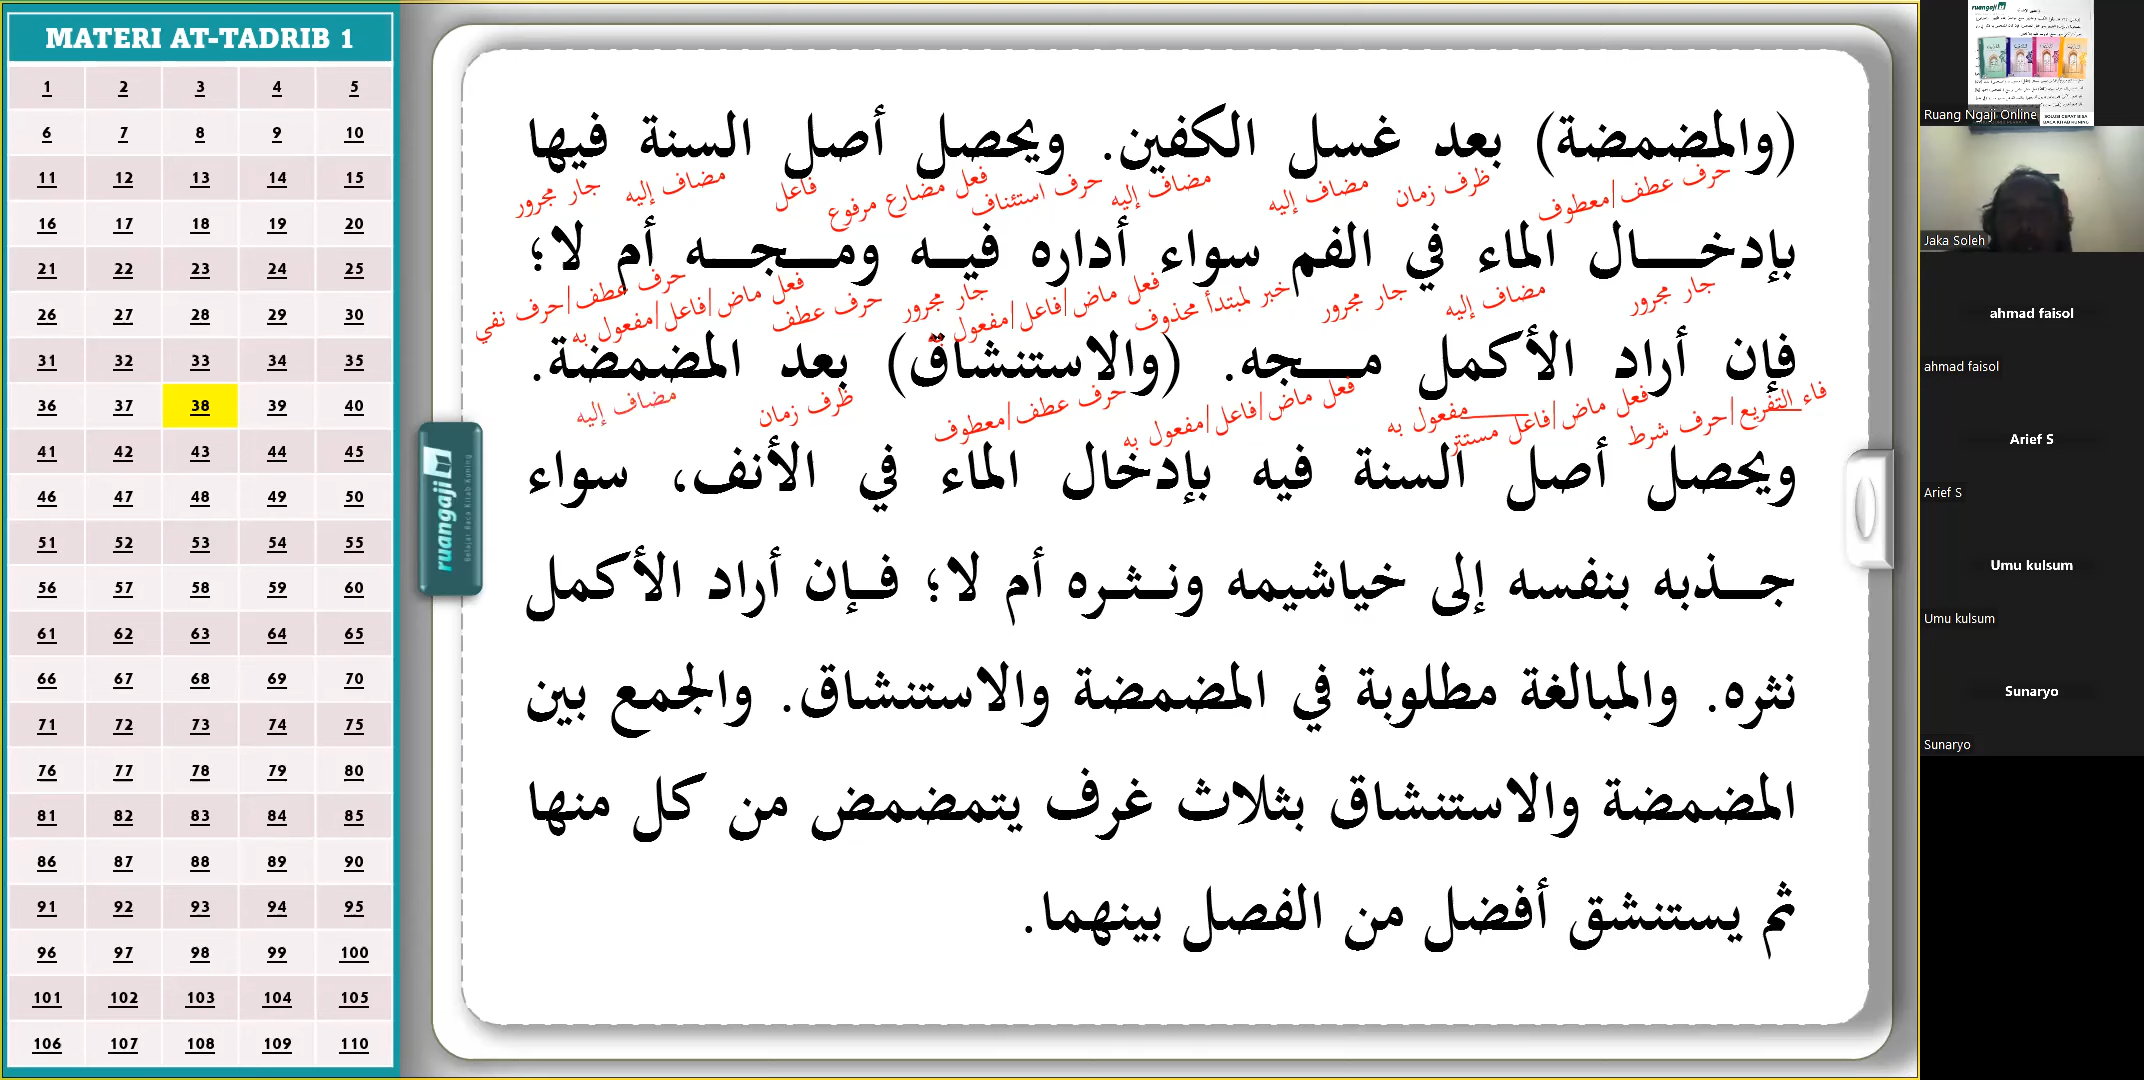 MATERI AT-TADRIB 1
1 2 3 4 5
6 7 8 9 10
11 12 13 14 15
16 17 18 19 20
21 22 23 24 25
26 27 28 29 30
31 32 33 34 35
36 37 38 39 40
41 42 43 44 45
46 47 48 49 50
51 52 53 54 55
56 57 58 59 60
61 62 63 64 65
66 67 68 69 70
71 72 73 74 75
76 77 78 79 80
81 82 83 84 85
86 87 88 89 90
91 92 93 94 95
96 97 98 99 100
101 102 103 104 105
106 107 108 109 110
ruangaji
Belajar Baca Kitab Kuning
(والمضمضة) بعد غسل الكفين. ويحصل أصل السنة فيها
حرف عطف|معطوف ظرف زمان مضاف إليه مضاف إليه حرف استئناف فعل مضارع مرفوع فاعل مضاف إليه جار مجرور
بإدخال الماء في الفم سواء أداره فيه ومجه أم لا؛
جار مجرور مضاف إليه جار مجرور خبر لمبتدأ محذوف فعل ماض|فاعل|مفعول به جار مجرور حرف عطف فعل ماض|فاعل|مفعول به حرف عطف|حرف نفي
فإن أراد الأكمل مجه. (والاستنشاق) بعد المضمضة.
فاء التفريع|حرف شرط فعل ماض|فاعل مستتر مفعول به فعل ماض|فاعل|مفعول به حرف عطف|معطوف ظرف زمان مضاف إليه
ويحصل أصل السنة فيه بإدخال الماء في الأنف، سواء
جذبه بنفسه إلى خياشيمه ونثره أم لا؛ فإن أراد الأكمل
نثره. والمبالغة مطلوبة في المضمضة والاستنشاق. والجمع بين
المضمضة والاستنشاق بثلاث غرف يتمضمض من كل منها
ثم يستنشق أفضل من الفصل بينهما.
ruangaji
SOLUSI CEPAT BISA
BACA KITAB KUNING
Ruang Ngaji Online
Jaka Soleh
ahmad faisol
ahmad faisol
Arief S
Arief S
Umu kulsum
Umu kulsum
Sunaryo
Sunaryo